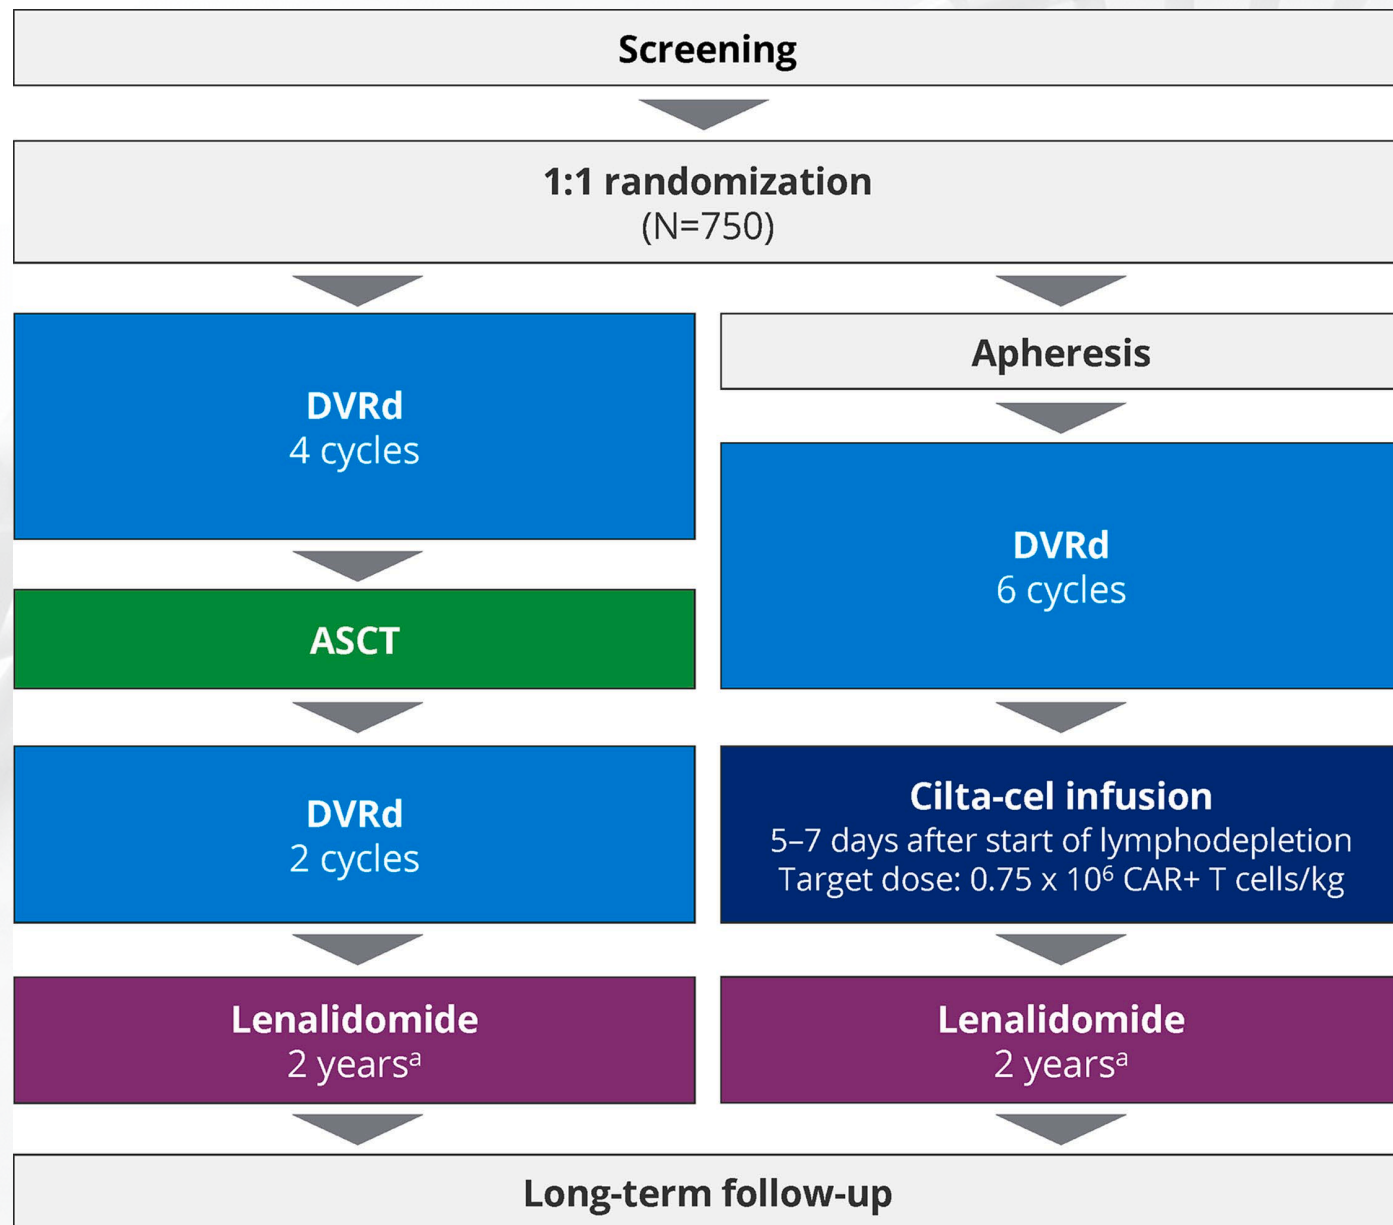 Screening
1:1 randomization
(N=750)
DVRd
4 cycles
ASCT
DVRd
2 cycles
Lenalidomide
2 yearsᵃ
Apheresis
DVRd
6 cycles
Cilta-cel infusion
5–7 days after start of lymphodepletion
Target dose: 0.75 x 10⁶ CAR+ T cells/kg
Lenalidomide
2 yearsᵃ
Long-term follow-up